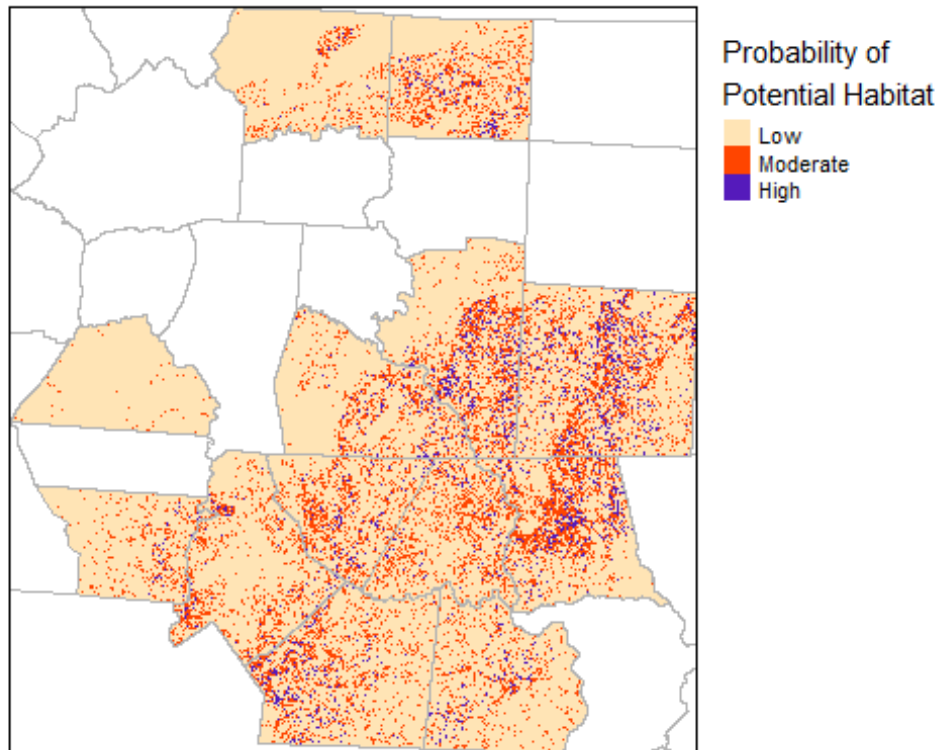 Probability of
Potential Habitat
Low
Moderate
High